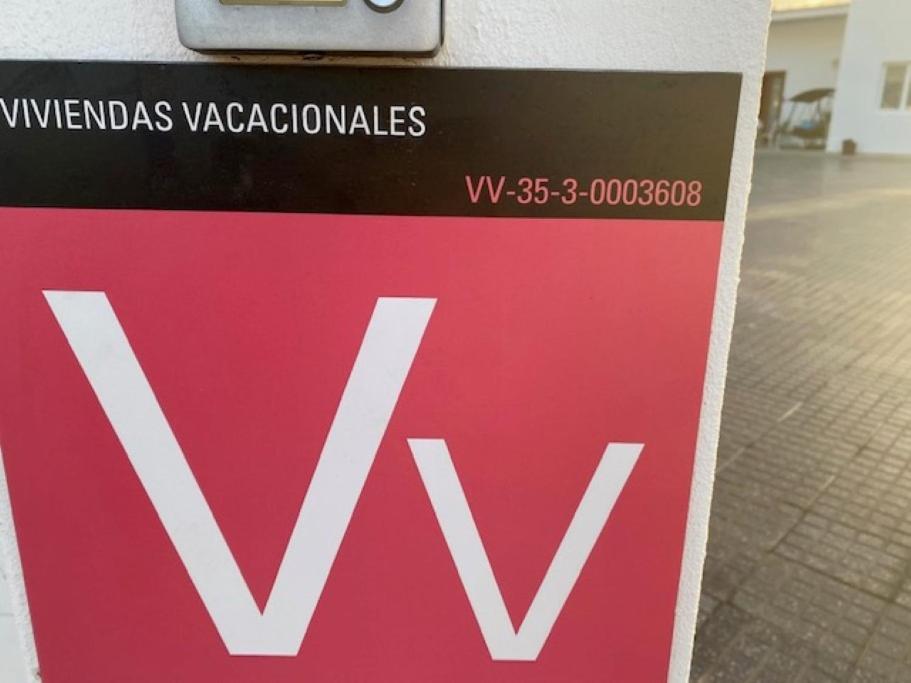 VIVIENDAS VACACIONALES
VV-35-3-0003608
Vv